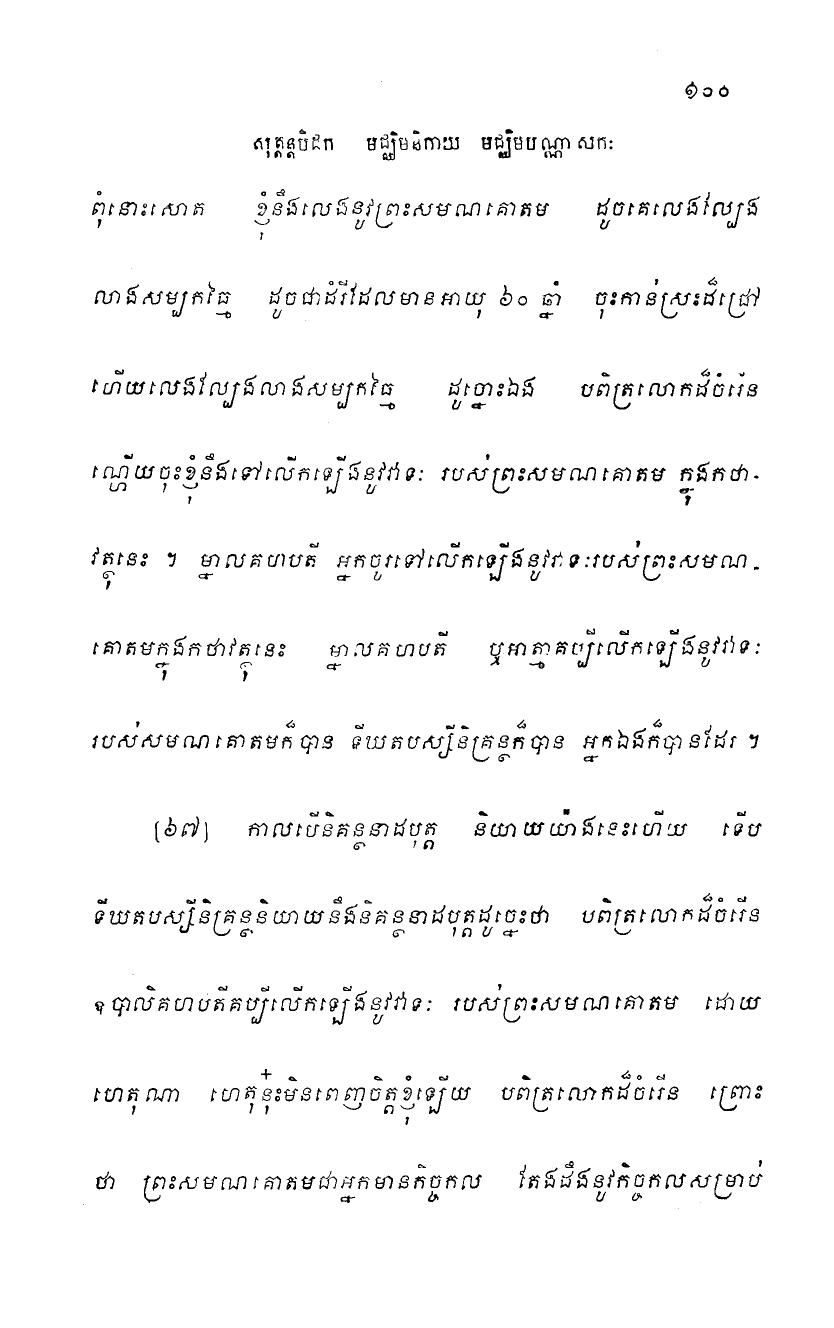 ១០០
សុត្តន្តបិដក មជ្ឈិមនិកាយ មជ្ឈិមបណ្ណាសកៈ
ពុំនោះសោត ខ្ញុំនឹងលេងនូវព្រះសមណគោតម ដូចគេលេងល្បែង
លាងសម្បកធ្មៃ ដូចជាដំរីដែលមានអាយុ ៦០ ឆ្នាំ ចុះកាន់ស្រះដ៏ជ្រៅ
ហើយលេងល្បែងលាងសម្បកធ្មៃ ដូច្នោះឯង បពិត្រលោកដ៏ចំរើន
ណ្ហើយចុះខ្ញុំនឹងទៅលើកឡើងនូវវាទៈ របស់ព្រះសមណគោតម ក្នុងកថា-
វត្ថុនេះ ។ ម្នាលគហបតី អ្នកចូរទៅលើកឡើងនូវវាទៈរបស់ព្រះសមណ-
គោតមក្នុងកថាវត្ថុនេះ ម្នាលគហបតី ឬអាត្មាគប្បីលើកឡើងនូវវាទៈ
របស់សមណគោតមក៏បាន ទីឃតបស្សីនិគ្រន្ថក៏បាន អ្នកឯងក៏បានដែរ ។
(៦៧) កាលបើនិគន្ថនាដបុត្ត និយាយយ៉ាងនេះហើយ ទើប
ទីឃតបស្សីនិគ្រន្ថនិយាយនឹងនិគន្ថនាដបុត្តដូច្នេះថា បពិត្រលោកដ៏ចំរើន
ឧបាលិគហបតីគប្បីលើកឡើងនូវវាទៈ របស់ព្រះសមណគោតម ដោយ
ហេតុណា ហេតុនុ៎ះមិនពេញចិត្តខ្ញុំឡើយ បពិត្រលោកដ៏ចំរើន ព្រោះ
ថា ព្រះសមណគោតមជាអ្នកមានកិច្ចកល តែងដឹងនូវកិច្ចកលសម្រាប់